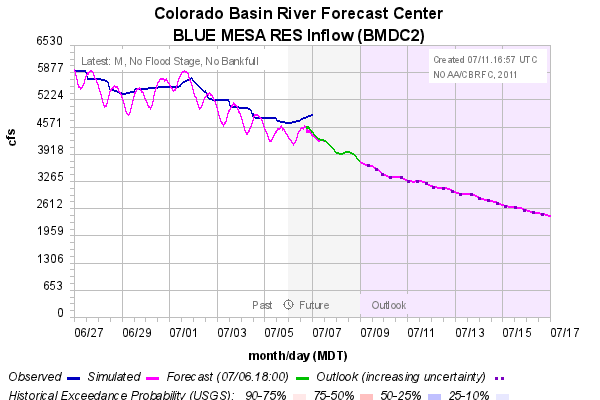 Colorado Basin River Forecast Center
BLUE MESA RES Inflow (BMDC2)
Latest: M, No Flood Stage, No Bankfull
Created 07/11.16:57 UTC
NOAA/CBRFC, 2011
cfs
6530
5877
5224
4571
3918
3265
2612
1959
1306
653
0
Past Future Outlook
06/27 06/29 07/01 07/03 07/05 07/07 07/09 07/11 07/13 07/15 07/17
month/day (MDT)
Observed Simulated Forecast (07/06.18:00) Outlook (increasing uncertainty)
Historical Exceedance Probability (USGS): 90-75% 75-50% 50-25% 25-10%